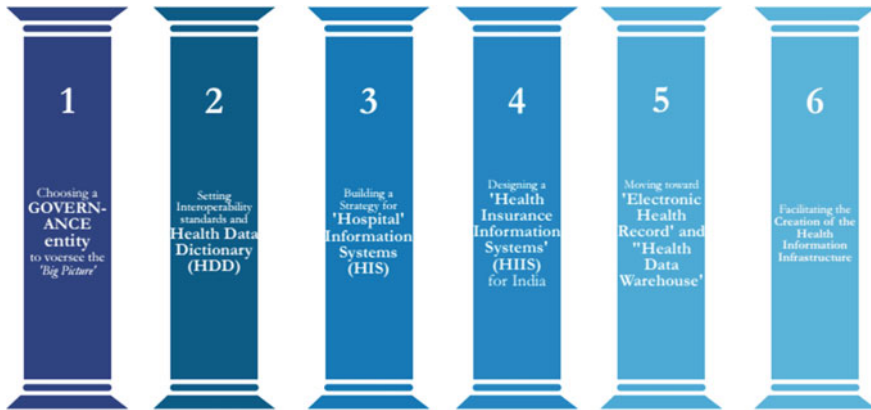 1
Choosing a
GOVERN-
ANCE
entity
to voersee the
'Big Picture'
2
Setting
Interoperability
standards and
Health Data
Dictionary
(HDD)
3
Building a
Strategy for
'Hospital'
Information
Systems
(HIS)
4
Designing a
'Health
Insurance
Information
Systems'
(HIIS)
for India
5
Moving toward
'Electronic
Health
Record' and
"Health
Data
Warehouse'
6
Facilitating the
Creation of the
Health
Information
Infrastructure